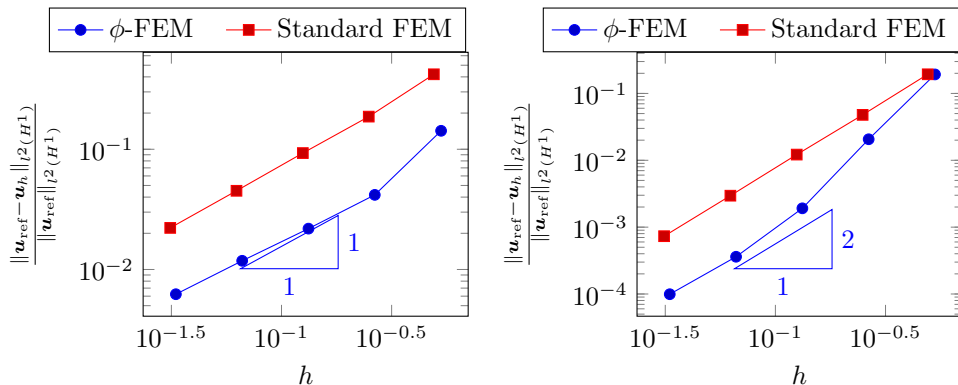 ϕ-FEM Standard FEM
10^−1
10^−2
‖u_ref−u_h‖_{l²(H¹)}
‖u_ref‖_{l²(H¹)}
1
1
10^−1.5 10^−1 10^−0.5
h
ϕ-FEM Standard FEM
10^−1
10^−2
10^−3
10^−4
‖u_ref−u_h‖_{l²(H¹)}
‖u_ref‖_{l²(H¹)}
2
1
10^−1.5 10^−1 10^−0.5
h